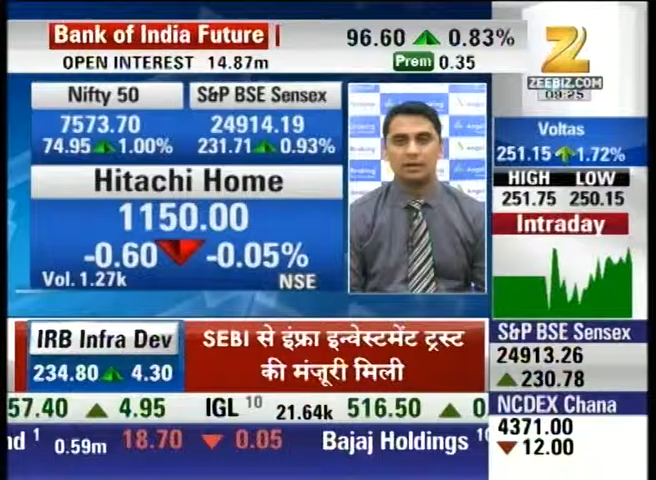 Bank of India Future
96.60 0.83%
OPEN INTEREST 14.87m
Prem 0.35
ZEEBIZ.COM
09:25
Nifty 50
7573.70
74.95 1.00%
S&P BSE Sensex
24914.19
231.71 0.93%
Voltas
251.15 1.72%
HIGH LOW
251.75 250.15
Intraday
Hitachi Home
1150.00
-0.60 -0.05%
Vol. 1.27k NSE
IRB Infra Dev
234.80 4.30
SEBI से इंफ्रा इन्वेस्टमेंट ट्रस्ट
की मंजूरी मिली
S&P BSE Sensex
24913.26
230.78
NCDEX Chana
4371.00
12.00
57.40 4.95 IGL 10 21.64k 516.50 0
nd 1 0.59m 18.70 0.05 Bajaj Holdings